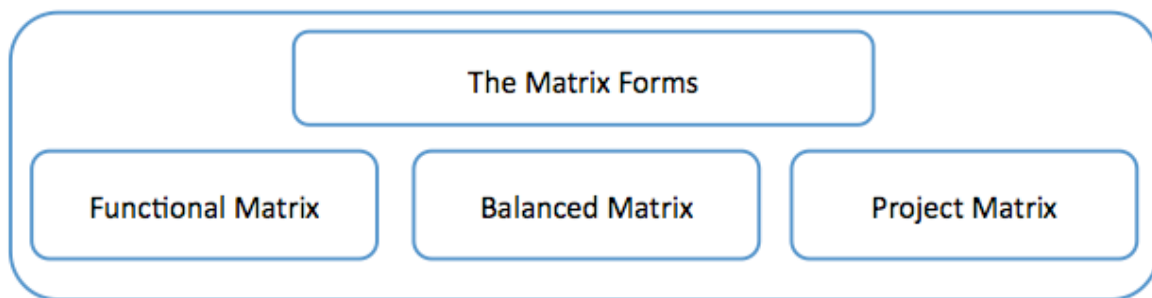 The Matrix Forms
Functional Matrix
Balanced Matrix
Project Matrix